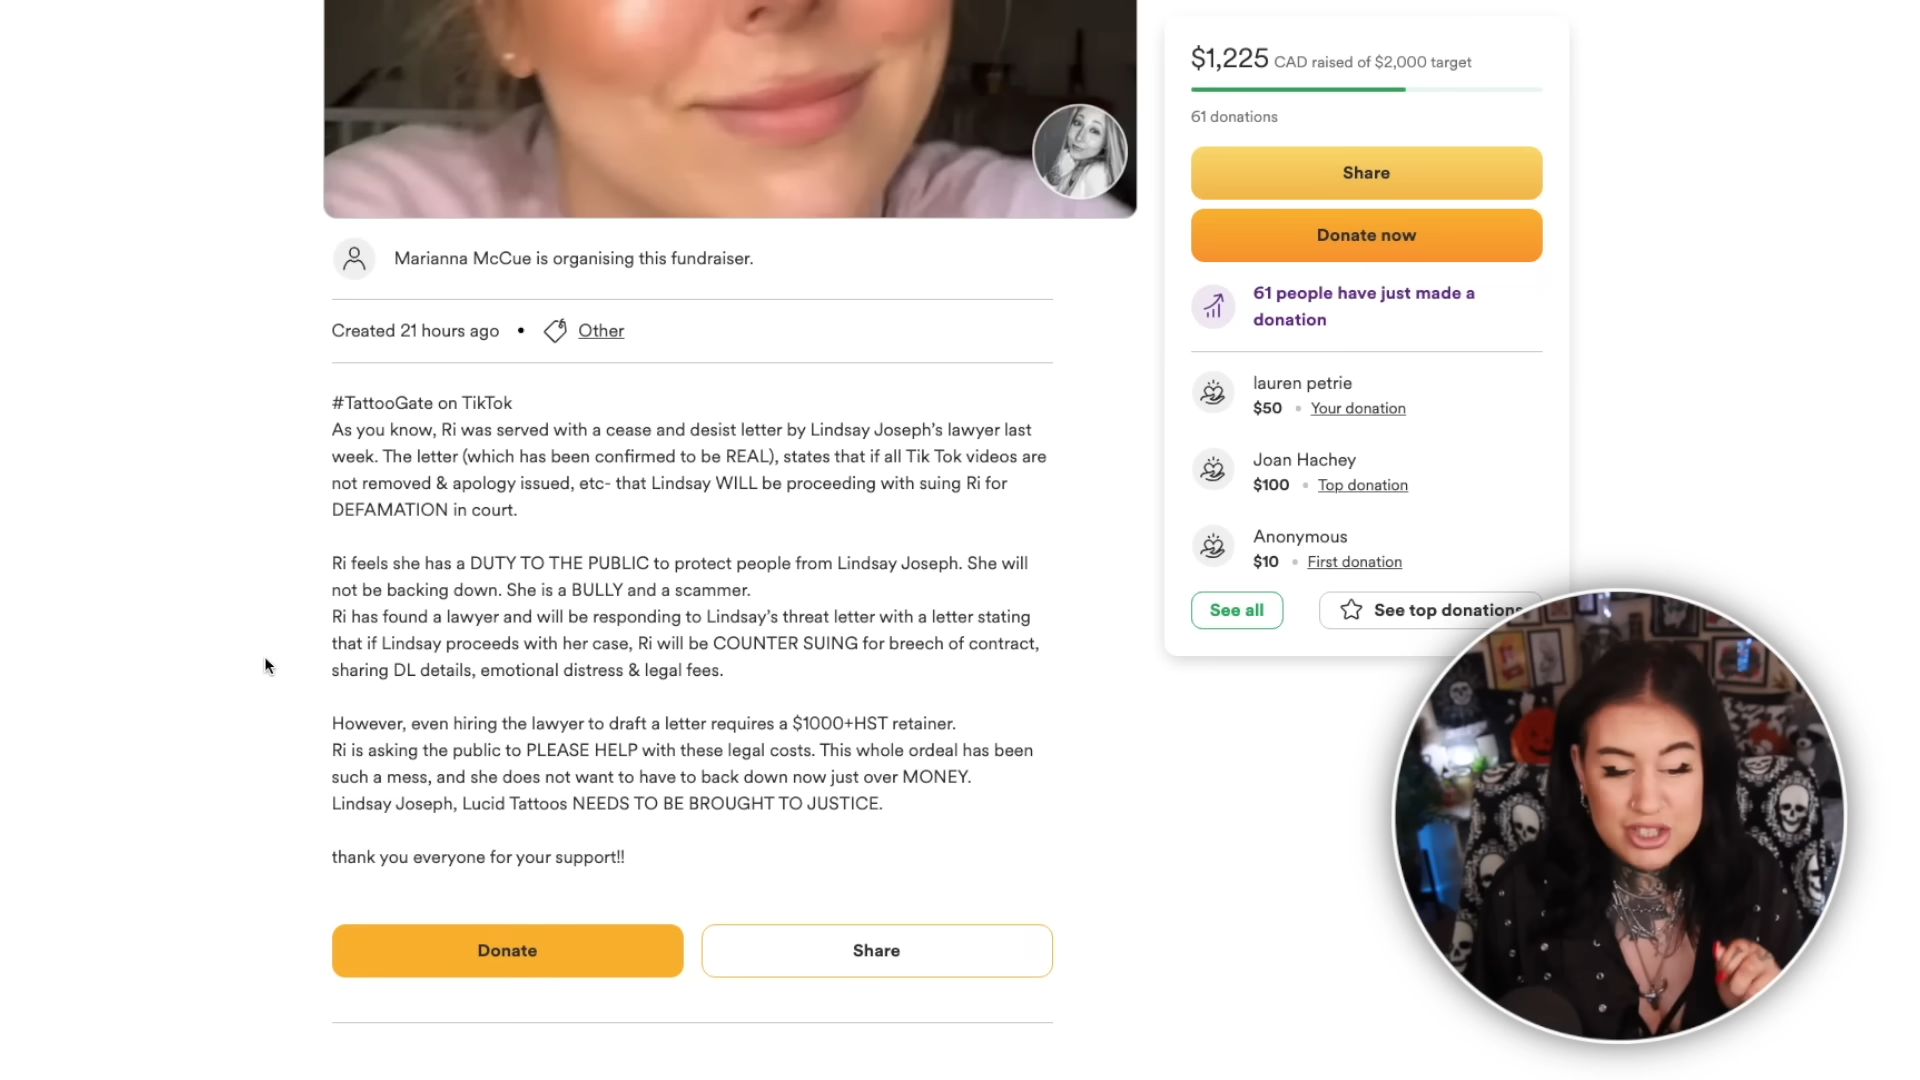 Marianna McCue is organising this fundraiser.
Created 21 hours ago • Other
#TattooGate on TikTok
As you know, Ri was served with a cease and desist letter by Lindsay Joseph's lawyer last
week. The letter (which has been confirmed to be REAL), states that if all Tik Tok videos are
not removed & apology issued, etc- that Lindsay WILL be proceeding with suing Ri for
DEFAMATION in court.
Ri feels she has a DUTY TO THE PUBLIC to protect people from Lindsay Joseph. She will
not be backing down. She is a BULLY and a scammer.
Ri has found a lawyer and will be responding to Lindsay's threat letter with a letter stating
that if Lindsay proceeds with her case, Ri will be COUNTER SUING for breech of contract,
sharing DL details, emotional distress & legal fees.
However, even hiring the lawyer to draft a letter requires a $1000+HST retainer.
Ri is asking the public to PLEASE HELP with these legal costs. This whole ordeal has been
such a mess, and she does not want to have to back down now just over MONEY.
Lindsay Joseph, Lucid Tattoos NEEDS TO BE BROUGHT TO JUSTICE.
thank you everyone for your support!!
Donate
Share
$1,225 CAD raised of $2,000 target
61 donations
Share
Donate now
61 people have just made a
donation
lauren petrie
$50 • Your donation
Joan Hachey
$100 • Top donation
Anonymous
$10 • First donation
See all
See top donations